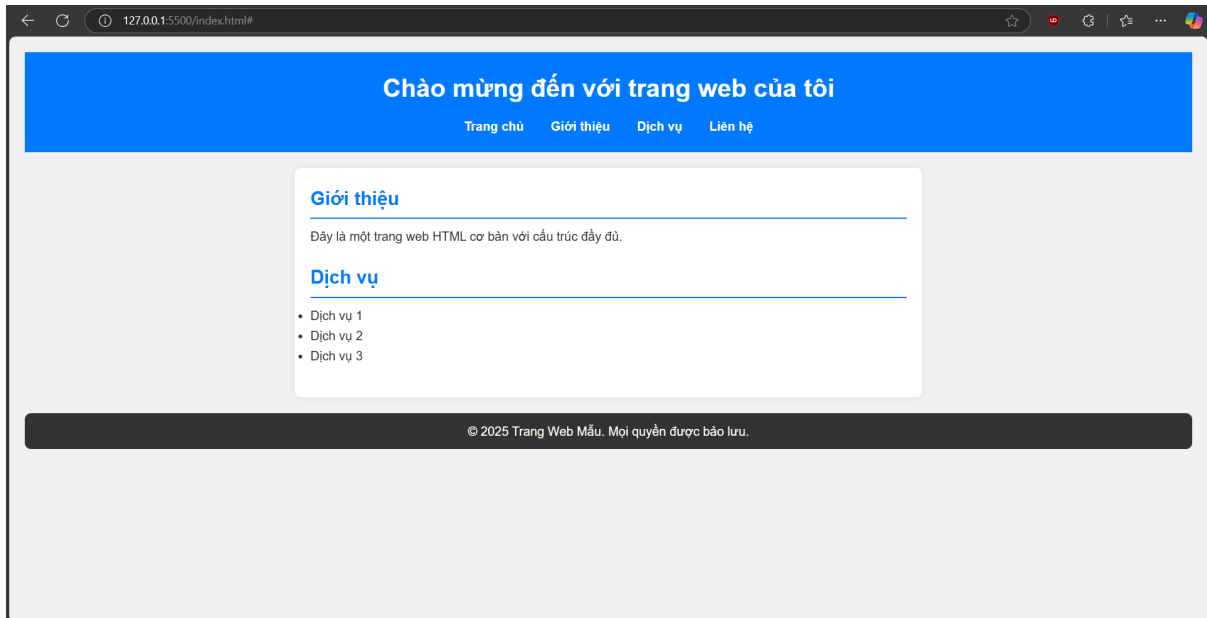 127.0.0.1:5500/index.html#
Chào mừng đến với trang web của tôi
Trang chủ Giới thiệu Dịch vụ Liên hệ
Giới thiệu
Đây là một trang web HTML cơ bản với cấu trúc đầy đủ.
Dịch vụ
• Dịch vụ 1
• Dịch vụ 2
• Dịch vụ 3
© 2025 Trang Web Mẫu. Mọi quyền được bảo lưu.